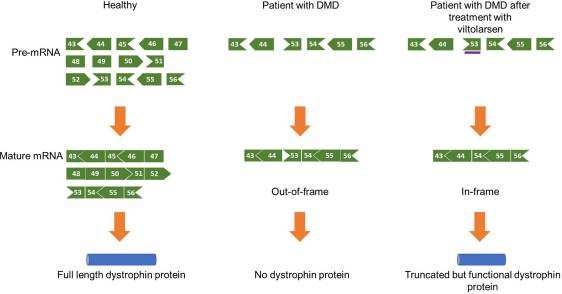 Healthy
Patient with DMD
Patient with DMD after
treatment with
viltolarsen
Pre-mRNA
43 44 45 46 47
48 49 50 51
52 53 54 55 56
43 44 53 54 55 56
43 44 53 54 55 56
Mature mRNA
43 44 45 46 47
48 49 50 51 52
53 54 55 56
43 44 53 54 55 56
43 44 54 55 56
Out-of-frame
In-frame
Full length dystrophin protein
No dystrophin protein
Truncated but functional dystrophin
protein